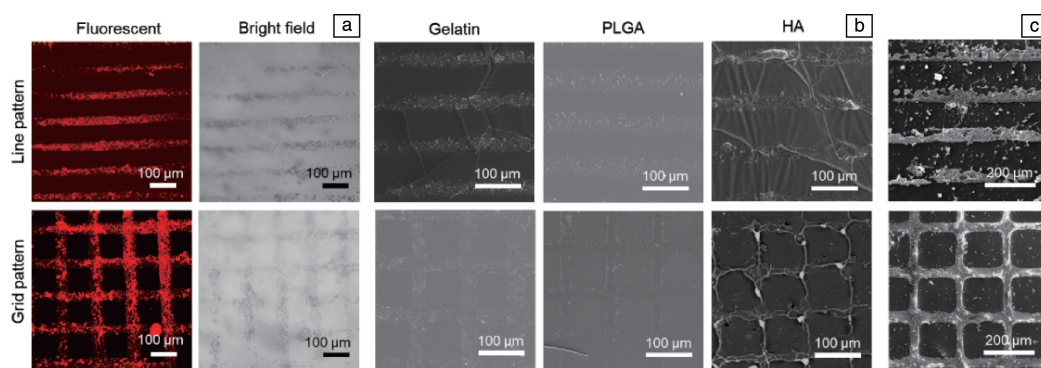 Fluorescent Bright field a Gelatin PLGA HA b c
Line pattern
100 μm 100 μm 100 μm 100 μm 100 μm 200 μm
Grid pattern
100 μm 100 μm 100 μm 100 μm 100 μm 200 μm